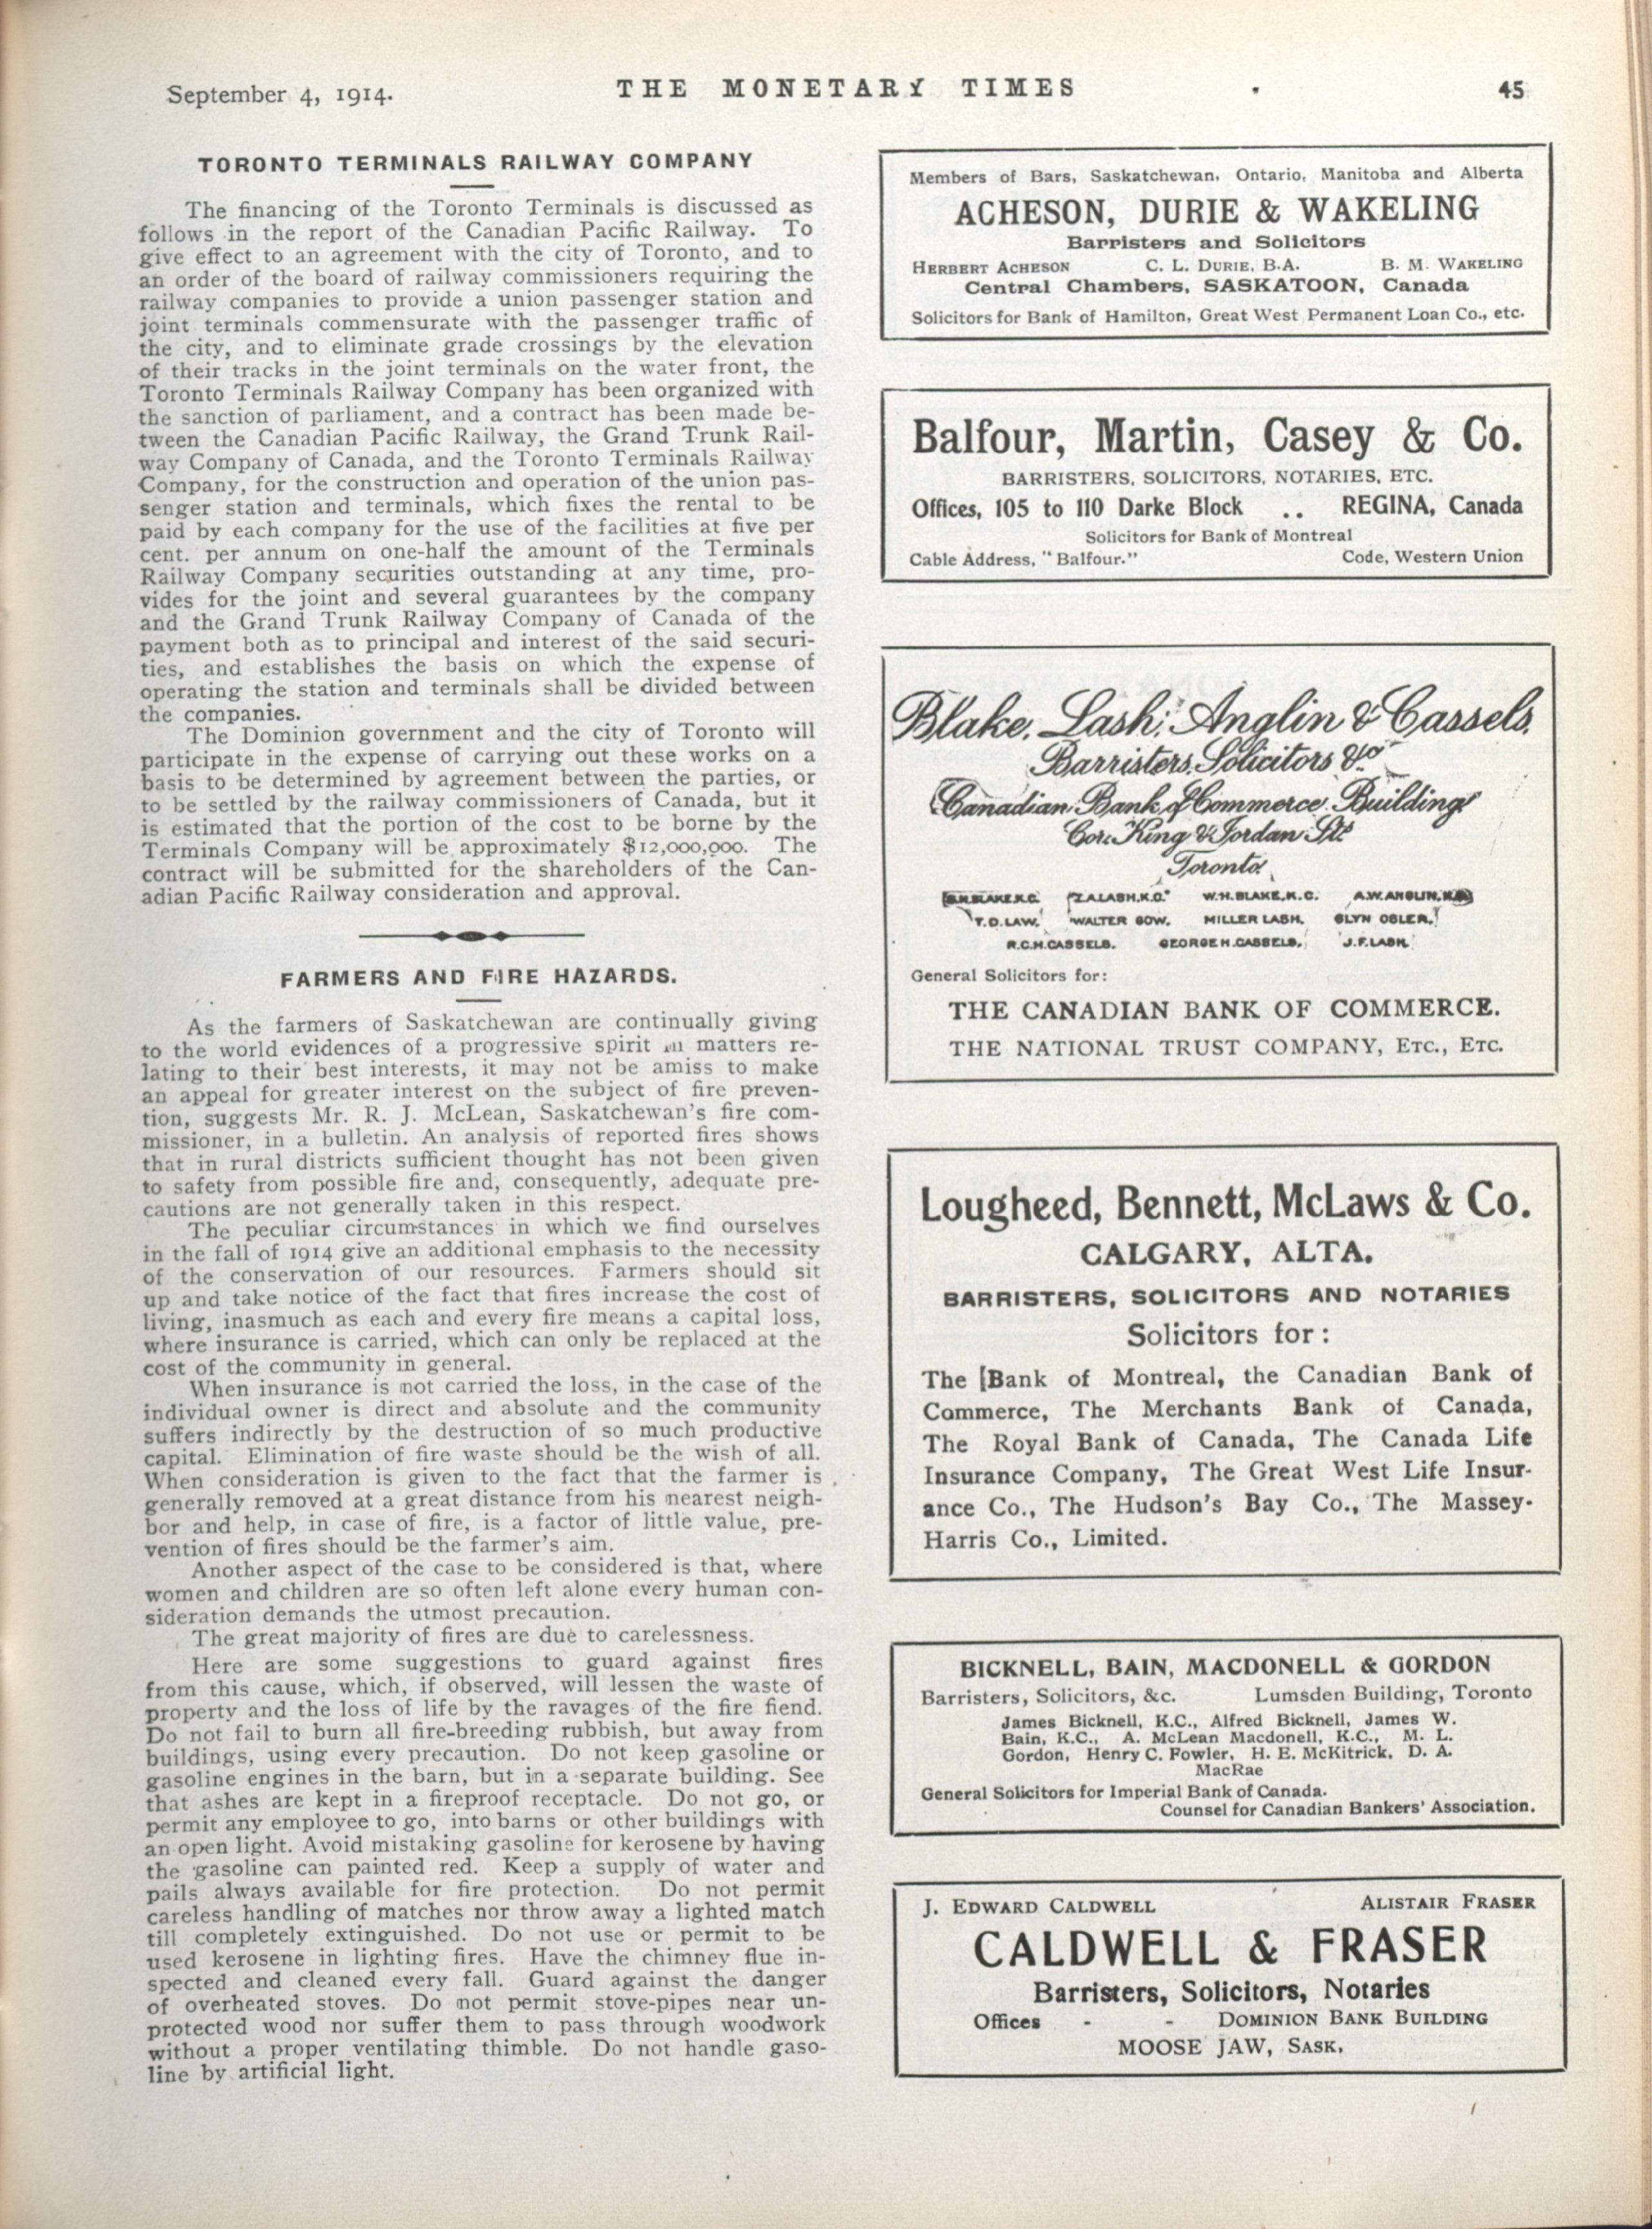 September 4, 1914.
THE MONETARY TIMES
45
TORONTO TERMINALS RAILWAY COMPANY
The financing of the Toronto Terminals is discussed as
follows in the report of the Canadian Pacific Railway. To
give effect to an agreement with the city of Toronto, and to
an order of the board of railway commissioners requiring the
railway companies to provide a union passenger station and
joint terminals commensurate with the passenger traffic of
the city, and to eliminate grade crossings by the elevation
of their tracks in the joint terminals on the water front, the
Toronto Terminals Railway Company has been organized with
the sanction of parliament, and a contract has been made be-
tween the Canadian Pacific Railway, the Grand Trunk Rail-
way Company of Canada, and the Toronto Terminals Railway
Company, for the construction and operation of the union pas-
senger station and terminals, which fixes the rental to be
paid by each company for the use of the facilities at five per
cent. per annum on one-half the amount of the Terminals
Railway Company securities outstanding at any time, pro-
vides for the joint and several guarantees by the company
and the Grand Trunk Railway Company of Canada of the
payment both as to principal and interest of the said securi-
ties, and establishes the basis on which the expense of
operating the station and terminals shall be divided between
the companies.
The Dominion government and the city of Toronto will
participate in the expense of carrying out these works on a
basis to be determined by agreement between the parties, or
to be settled by the railway commissioners of Canada, but it
is estimated that the portion of the cost to be borne by the
Terminals Company will be approximately $12,000,000. The
contract will be submitted for the shareholders of the Can-
adian Pacific Railway consideration and approval.
FARMERS AND FIRE HAZARDS.
As the farmers of Saskatchewan are continually giving
to the world evidences of a progressive spirit in matters re-
lating to their best interests, it may not be amiss to make
an appeal for greater interest on the subject of fire preven-
tion, suggests Mr. R. J. McLean, Saskatchewan's fire com-
missioner, in a bulletin. An analysis of reported fires shows
that in rural districts sufficient thought has not been given
to safety from possible fire and, consequently, adequate pre-
cautions are not generally taken in this respect.
The peculiar circumstances in which we find ourselves
in the fall of 1914 give an additional emphasis to the necessity
of the conservation of our resources. Farmers should sit
up and take notice of the fact that fires increase the cost of
living, inasmuch as each and every fire means a capital loss,
where insurance is carried, which can only be replaced at the
cost of the community in general.
When insurance is not carried the loss, in the case of the
individual owner is direct and absolute and the community
suffers indirectly by the destruction of so much productive
capital. Elimination of fire waste should be the wish of all.
When consideration is given to the fact that the farmer is
generally removed at a great distance from his nearest neigh-
bor and help, in case of fire, is a factor of little value, pre-
vention of fires should be the farmer's aim.
Another aspect of the case to be considered is that, where
women and children are so often left alone every human con-
sideration demands the utmost precaution.
The great majority of fires are due to carelessness.
Here are some suggestions to guard against fires
from this cause, which, if observed, will lessen the waste of
property and the loss of life by the ravages of the fire fiend.
Do not fail to burn all fire-breeding rubbish, but away from
buildings, using every precaution. Do not keep gasoline or
gasoline engines in the barn, but in a separate building. See
that ashes are kept in a fireproof receptacle. Do not go, or
permit any employee to go, into barns or other buildings with
an open light. Avoid mistaking gasoline for kerosene by having
the gasoline can painted red. Keep a supply of water and
pails always available for fire protection. Do not permit
careless handling of matches nor throw away a lighted match
till completely extinguished. Do not use or permit to be
used kerosene in lighting fires. Have the chimney flue in-
spected and cleaned every fall. Guard against the danger
of overheated stoves. Do not permit stove-pipes near un-
protected wood nor suffer them to pass through woodwork
without a proper ventilating thimble. Do not handle gaso-
line by artificial light.
Members of Bars, Saskatchewan, Ontario, Manitoba and Alberta
ACHESON, DURIE & WAKELING
Barristers and Solicitors
HERBERT ACHESON C. L. DURIE, B.A. B. M. WAKELING
Central Chambers, SASKATOON, Canada
Solicitors for Bank of Hamilton, Great West Permanent Loan Co., etc.
Balfour, Martin, Casey & Co.
BARRISTERS, SOLICITORS, NOTARIES, ETC.
Offices, 105 to 110 Darke Block .. REGINA, Canada
Solicitors for Bank of Montreal
Cable Address, "Balfour." Code, Western Union
Blake, Lash, Anglin & Cassels,
Barristers, Solicitors &c
Canadian Bank of Commerce Building
Cor. King & Jordan Sts
Toronto.
Z.A.LASH,K.C. W.H.BLAKE,K.C. A.W.ANGLIN,K.C.
T.D.LAW, WALTER GOW, MILLER LASH, GLYN OSLER,
R.C.H.CASSELS, GEORGE H.CASSELS, J.F.LASH
General Solicitors for:
THE CANADIAN BANK OF COMMERCE.
THE NATIONAL TRUST COMPANY, ETC., ETC.
Lougheed, Bennett, McLaws & Co.
CALGARY, ALTA.
BARRISTERS, SOLICITORS AND NOTARIES
Solicitors for:
The Bank of Montreal, the Canadian Bank of
Commerce, The Merchants Bank of Canada,
The Royal Bank of Canada, The Canada Life
Insurance Company, The Great West Life Insur-
ance Co., The Hudson's Bay Co., The Massey-
Harris Co., Limited.
BICKNELL, BAIN, MACDONELL & GORDON
Barristers, Solicitors, &c. Lumsden Building, Toronto
James Bicknell, K.C., Alfred Bicknell, James W.
Bain, K.C., A. McLean Macdonell, K.C., M. L.
Gordon, Henry C. Fowler, H. E. McKitrick, D. A.
MacRae
General Solicitors for Imperial Bank of Canada.
Counsel for Canadian Bankers' Association.
J. EDWARD CALDWELL ALISTAIR FRASER
CALDWELL & FRASER
Barristers, Solicitors, Notaries
Offices - - DOMINION BANK BUILDING
MOOSE JAW, SASK,